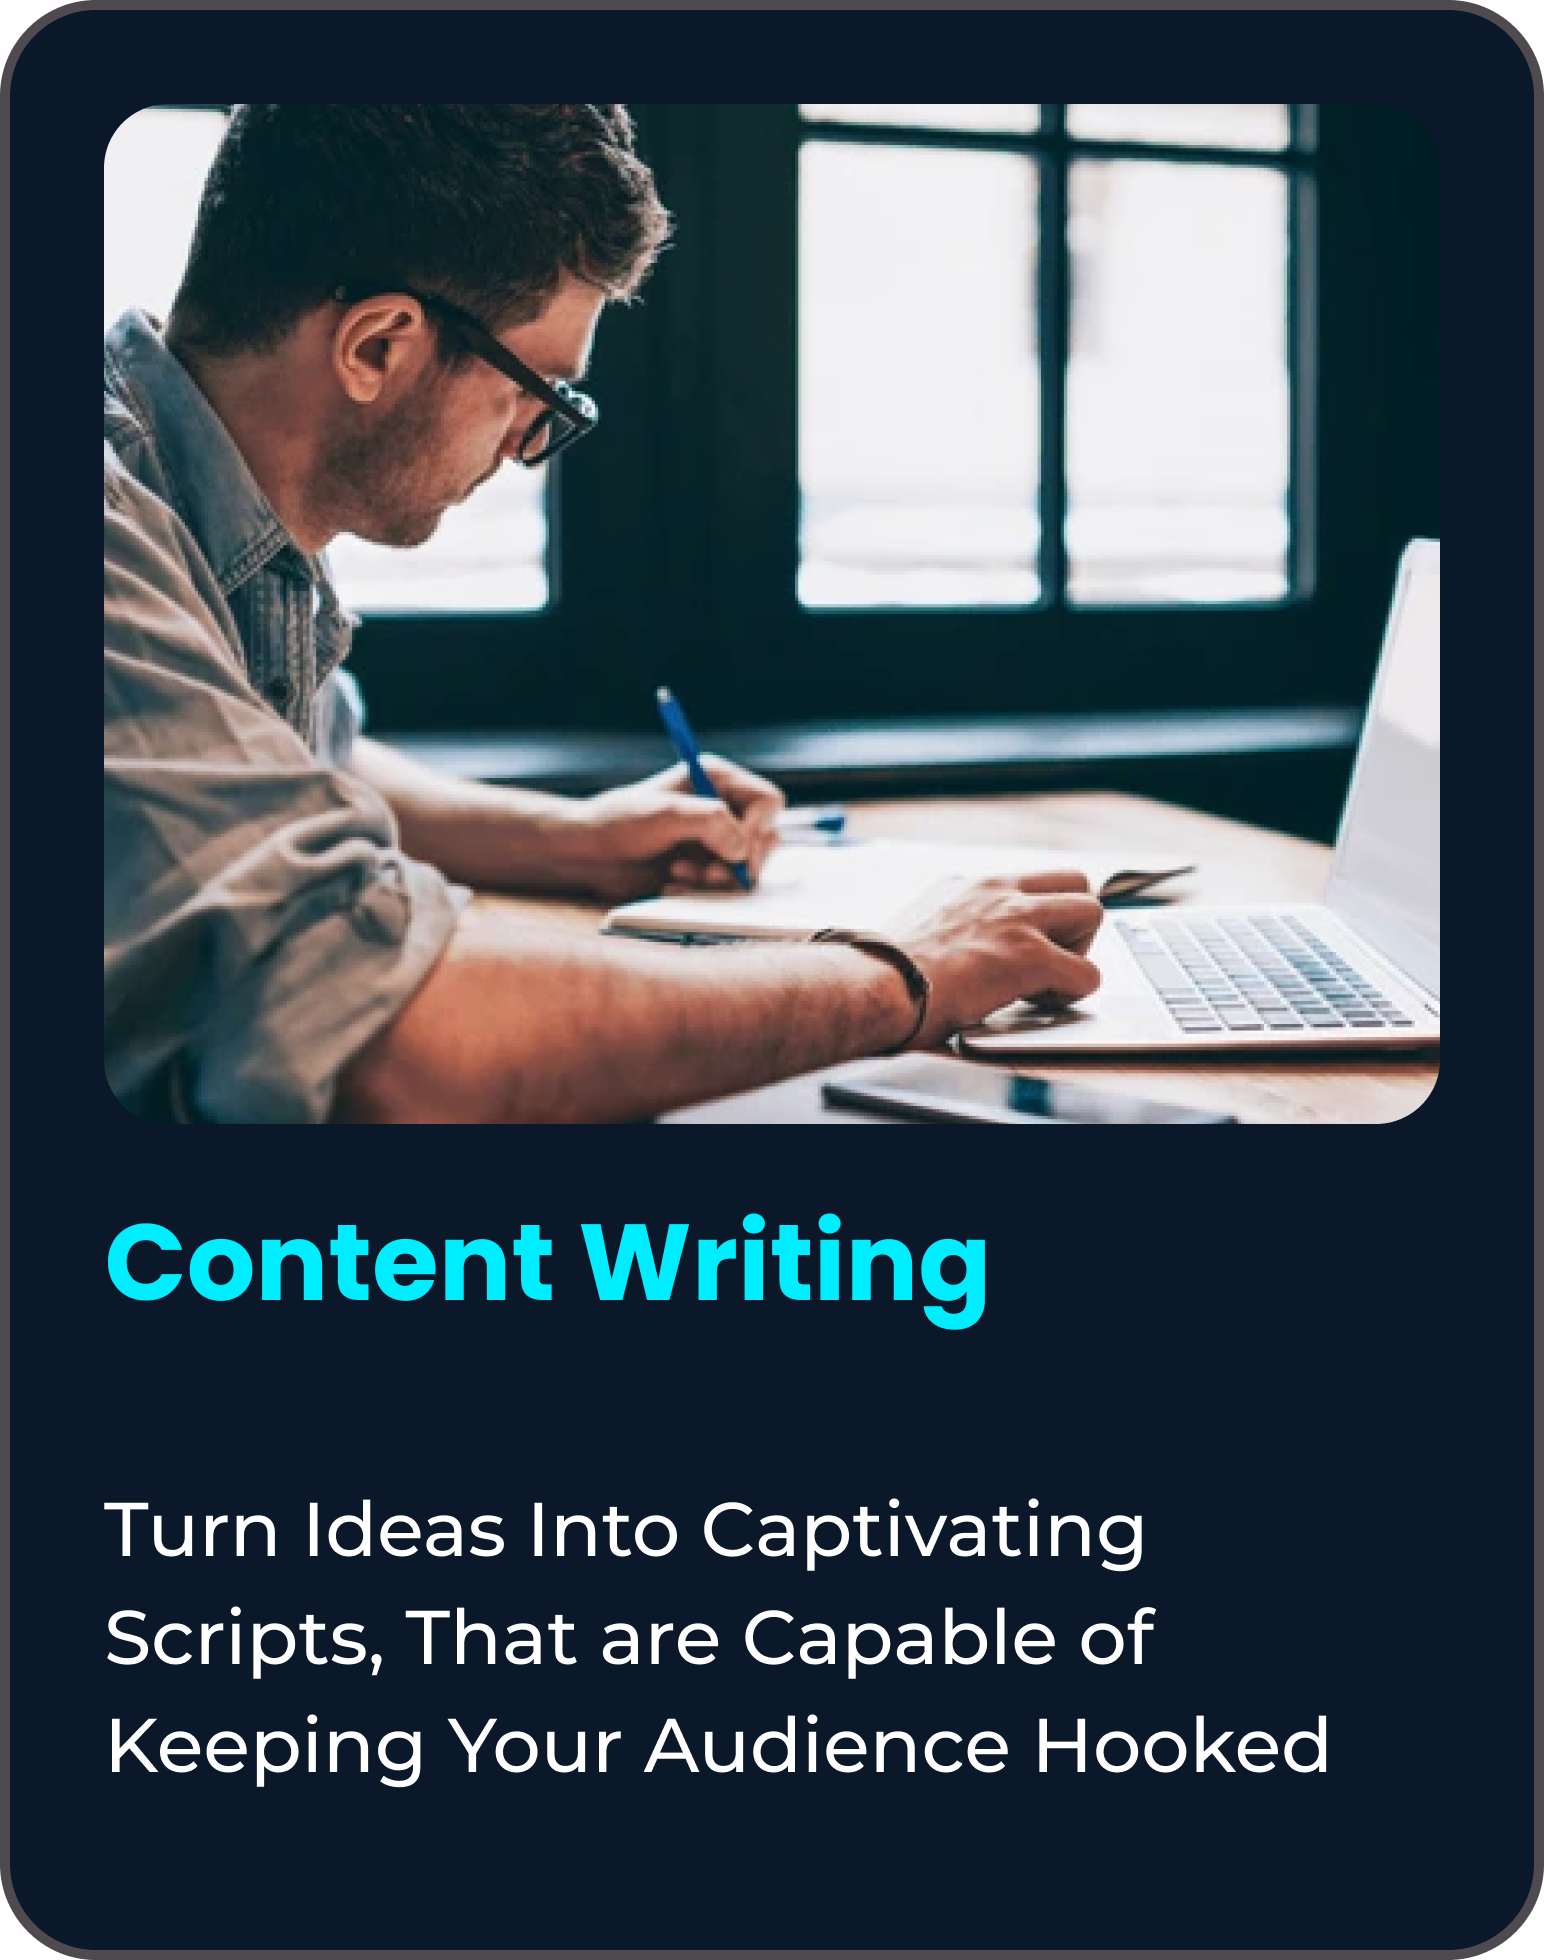 Content Writing
Turn Ideas Into Captivating
Scripts, That are Capable of
Keeping Your Audience Hooked